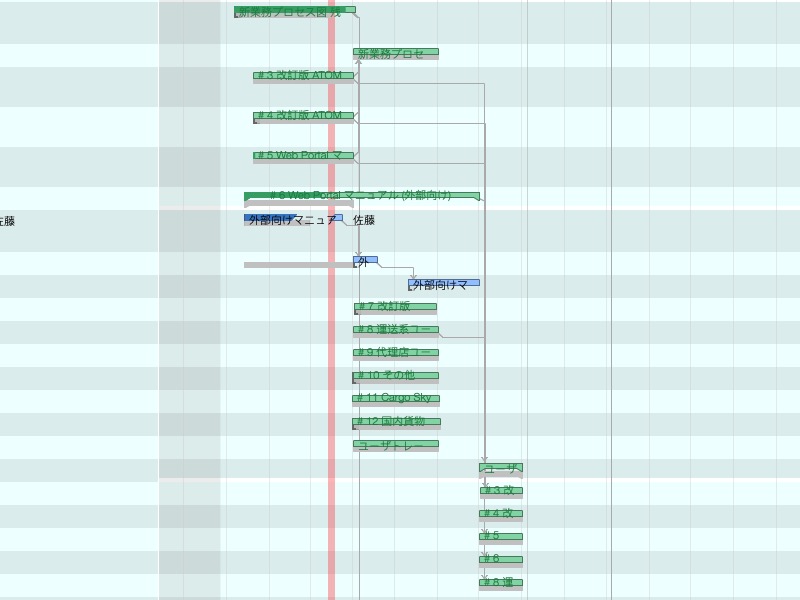 新業務プロセス図 残
新業務プロセ
#3 改訂版 ATOM
#4 改訂版 ATOM
#5 Web Portal マ
#6 Web Portal マニュアル (外部向け)
佐藤
外部向けマニュア
佐藤
外
外部向けマ
#7 改訂版
#8 運送系コー
#9 代理店コー
#10 その他
#11 Cargo Sky
#12 国内貨物
ユーザトレー
ユーザ
#3 改
#4 改
#5
#6
#8 運